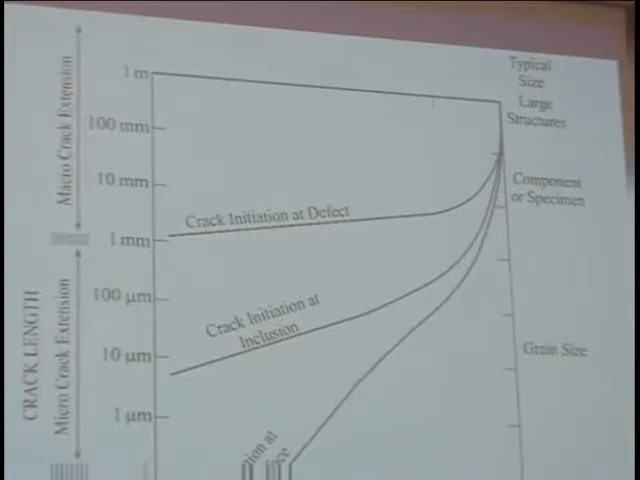 Typical
Size
1 m
Large
Structures
100 mm
10 mm
Component
or Specimen
Crack Initiation at Defect
1 mm
100 µm
Crack Initiation at
Inclusion
10 µm
Grain Size
1 µm
Macro Crack Extension
Micro Crack Extension
CRACK LENGTH